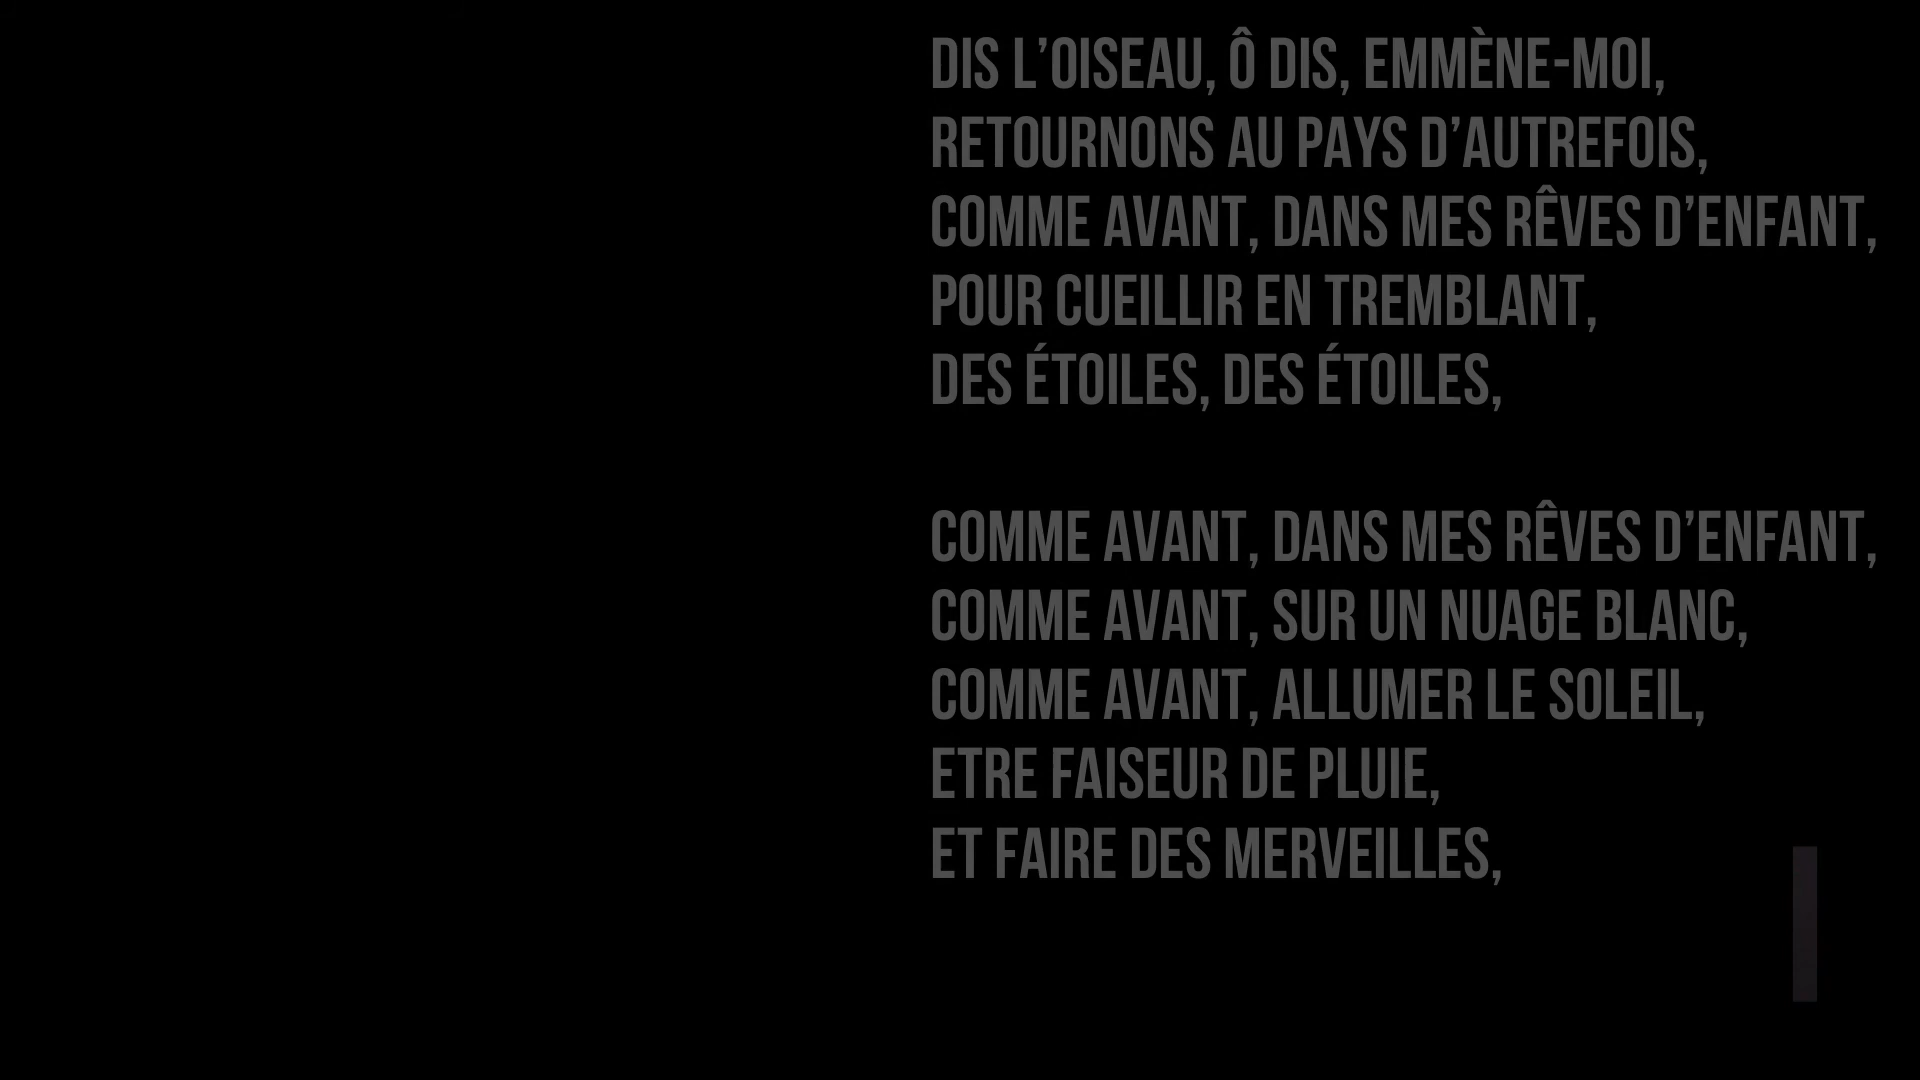 DIS L’OISEAU, Ô DIS, EMMÈNE-MOI,
RETOURNONS AU PAYS D’AUTREFOIS,
COMME AVANT, DANS MES RÊVES D’ENFANT,
POUR CUEILLIR EN TREMBLANT,
DES ÉTOILES, DES ÉTOILES,
COMME AVANT, DANS MES RÊVES D’ENFANT,
COMME AVANT, SUR UN NUAGE BLANC,
COMME AVANT, ALLUMER LE SOLEIL,
ETRE FAISEUR DE PLUIE,
ET FAIRE DES MERVEILLES,